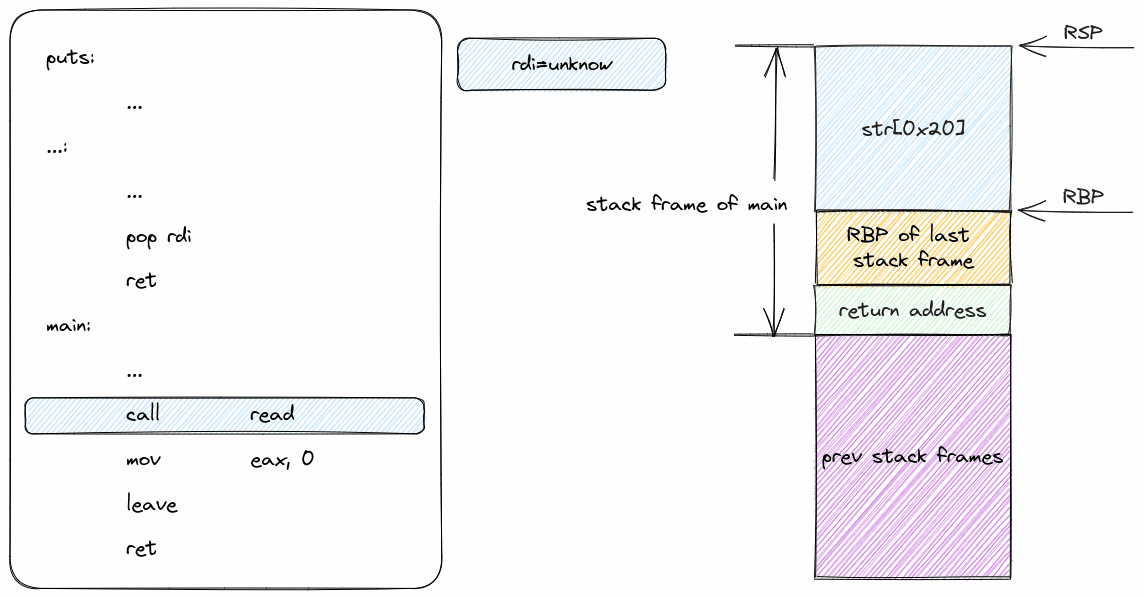 puts:
...
...:
...
pop rdi
ret
main:
...
call read
mov eax, 0
leave
ret
rdi=unknow
RSP
str[0x20]
stack frame of main
RBP
RBP of last
stack frame
return address
prev stack frames